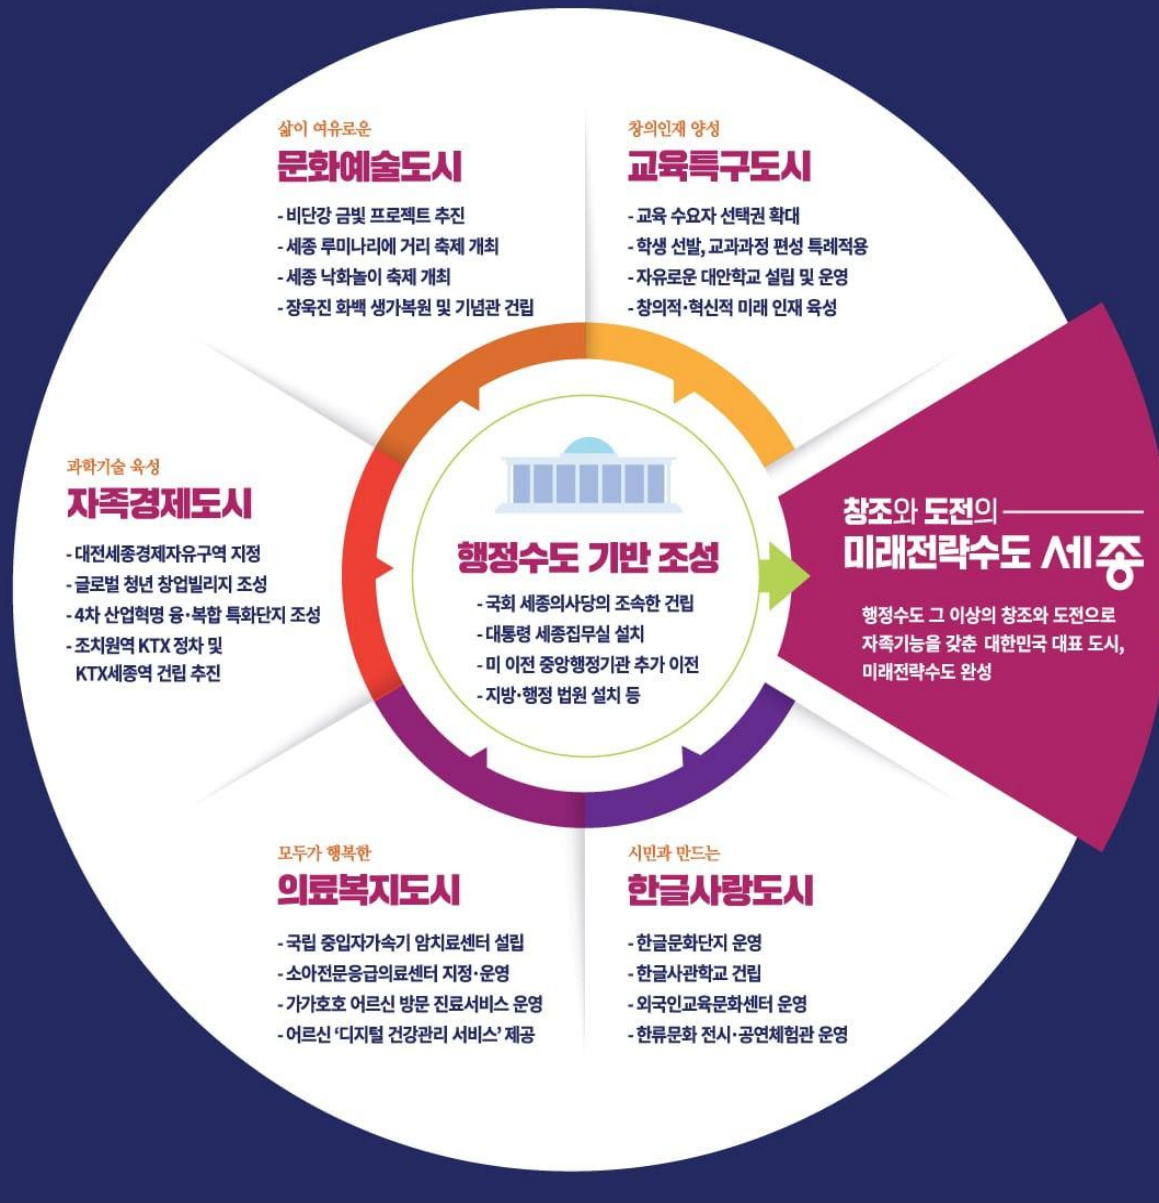 삶이 여유로운
문화예술도시
- 비단강 금빛 프로젝트 추진
- 세종 루미나리에 거리 축제 개최
- 세종 낙화놀이 축제 개최
- 장욱진 화백 생가복원 및 기념관 건립
창의인재 양성
교육특구도시
- 교육 수요자 선택권 확대
- 학생 선발, 교과과정 편성 특례적용
- 자유로운 대안학교 설립 및 운영
- 창의적·혁신적 미래 인재 육성
과학기술 육성
자족경제도시
- 대전세종경제자유구역 지정
- 글로벌 청년 창업빌리지 조성
- 4차 산업혁명 융·복합 특화단지 조성
- 조치원역 KTX 정차 및
KTX세종역 건립 추진
행정수도 기반 조성
- 국회 세종의사당의 조속한 건립
- 대통령 세종집무실 설치
- 미 이전 중앙행정기관 추가 이전
- 지방·행정 법원 설치 등
창조와 도전의
미래전략수도 세종
행정수도 그 이상의 창조와 도전으로
자족기능을 갖춘 대한민국 대표 도시,
미래전략수도 완성
모두가 행복한
의료복지도시
- 국립 중입자가속기 암치료센터 설립
- 소아전문응급의료센터 지정·운영
- 가가호호 어르신 방문 진료서비스 운영
- 어르신 ‘디지털 건강관리 서비스’ 제공
시민과 만드는
한글사랑도시
- 한글문화단지 운영
- 한글사관학교 건립
- 외국인교육문화센터 운영
- 한류문화 전시·공연체험관 운영